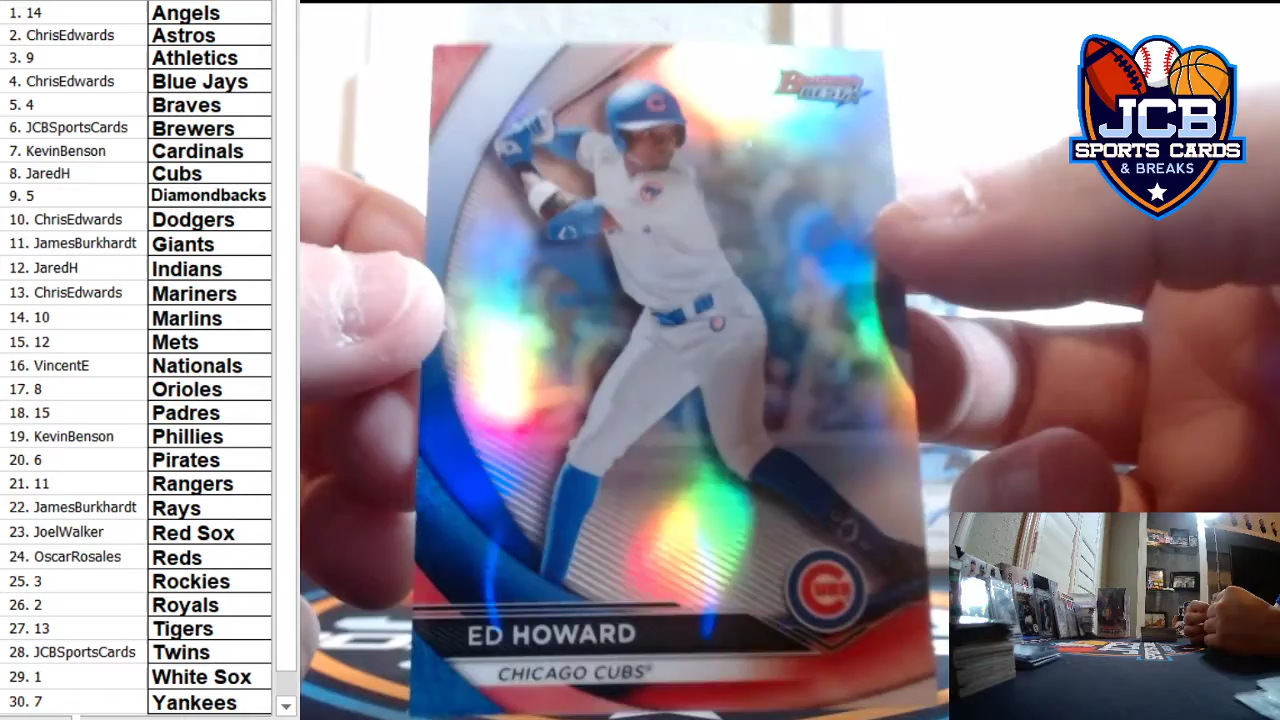 1. 14 Angels
2. ChrisEdwards Astros
3. 9 Athletics
4. ChrisEdwards Blue Jays
5. 4 Braves
6. JCBSportsCards Brewers
7. KevinBenson Cardinals
8. JaredH Cubs
9. 5 Diamondbacks
10. ChrisEdwards Dodgers
11. JamesBurkhardt Giants
12. JaredH Indians
13. ChrisEdwards Mariners
14. 10 Marlins
15. 12 Mets
16. VincentE Nationals
17. 8 Orioles
18. 15 Padres
19. KevinBenson Phillies
20. 6 Pirates
21. 11 Rangers
22. JamesBurkhardt Rays
23. JoelWalker Red Sox
24. OscarRosales Reds
25. 3 Rockies
26. 2 Royals
27. 13 Tigers
28. JCBSportsCards Twins
29. 1 White Sox
30. 7 Yankees
Bowman's
BEST
C
CUBS
ED HOWARD
CHICAGO CUBS
JCB
SPORTS CARDS
& BREAKS